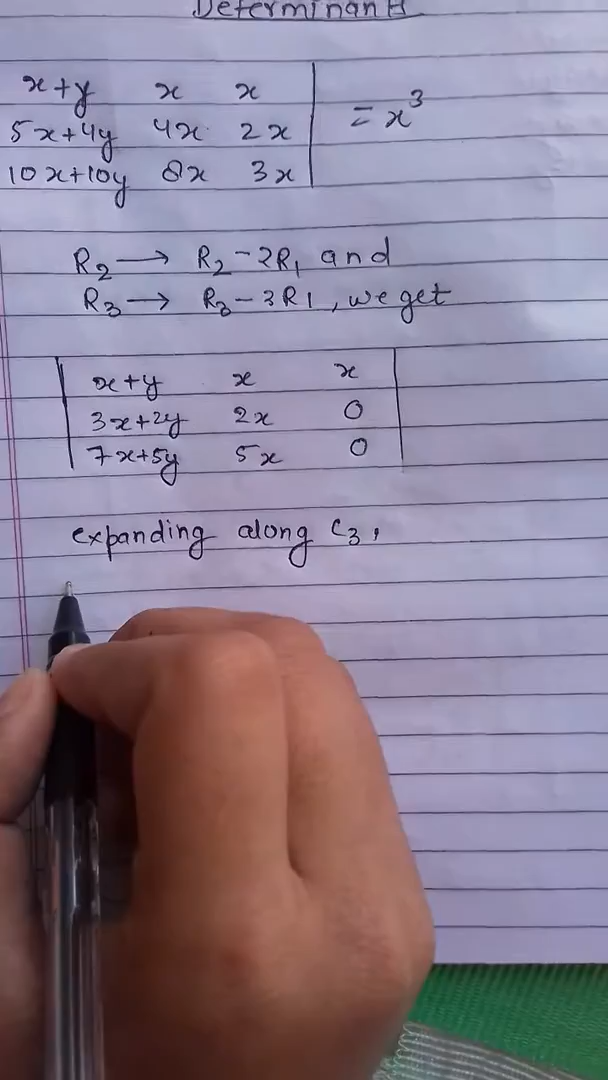 Determinants
x+y x x
5x+4y 4x 2x = x³
10x+10y 8x 3x
R₂ → R₂-2R₁ and
R₃ → R₃-3R1, we get
x+y x x
3x+2y 2x 0
7x+5y 5x 0
expanding along C₃,